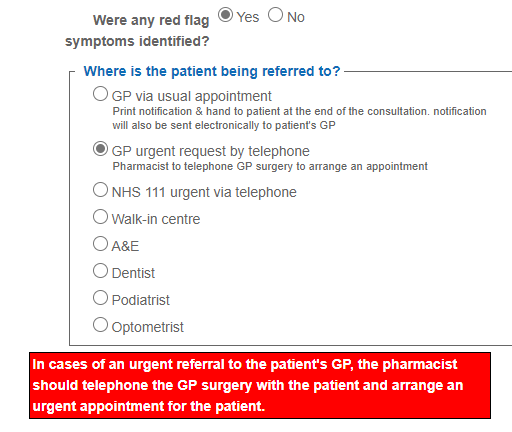 Were any red flag symptoms identified? Yes No
Where is the patient being referred to?
GP via usual appointment
Print notification & hand to patient at the end of the consultation. notification
will also be sent electronically to patient's GP
GP urgent request by telephone
Pharmacist to telephone GP surgery to arrange an appointment
NHS 111 urgent via telephone
Walk-in centre
A&E
Dentist
Podiatrist
Optometrist
In cases of an urgent referral to the patient's GP, the pharmacist
should telephone the GP surgery with the patient and arrange an
urgent appointment for the patient.